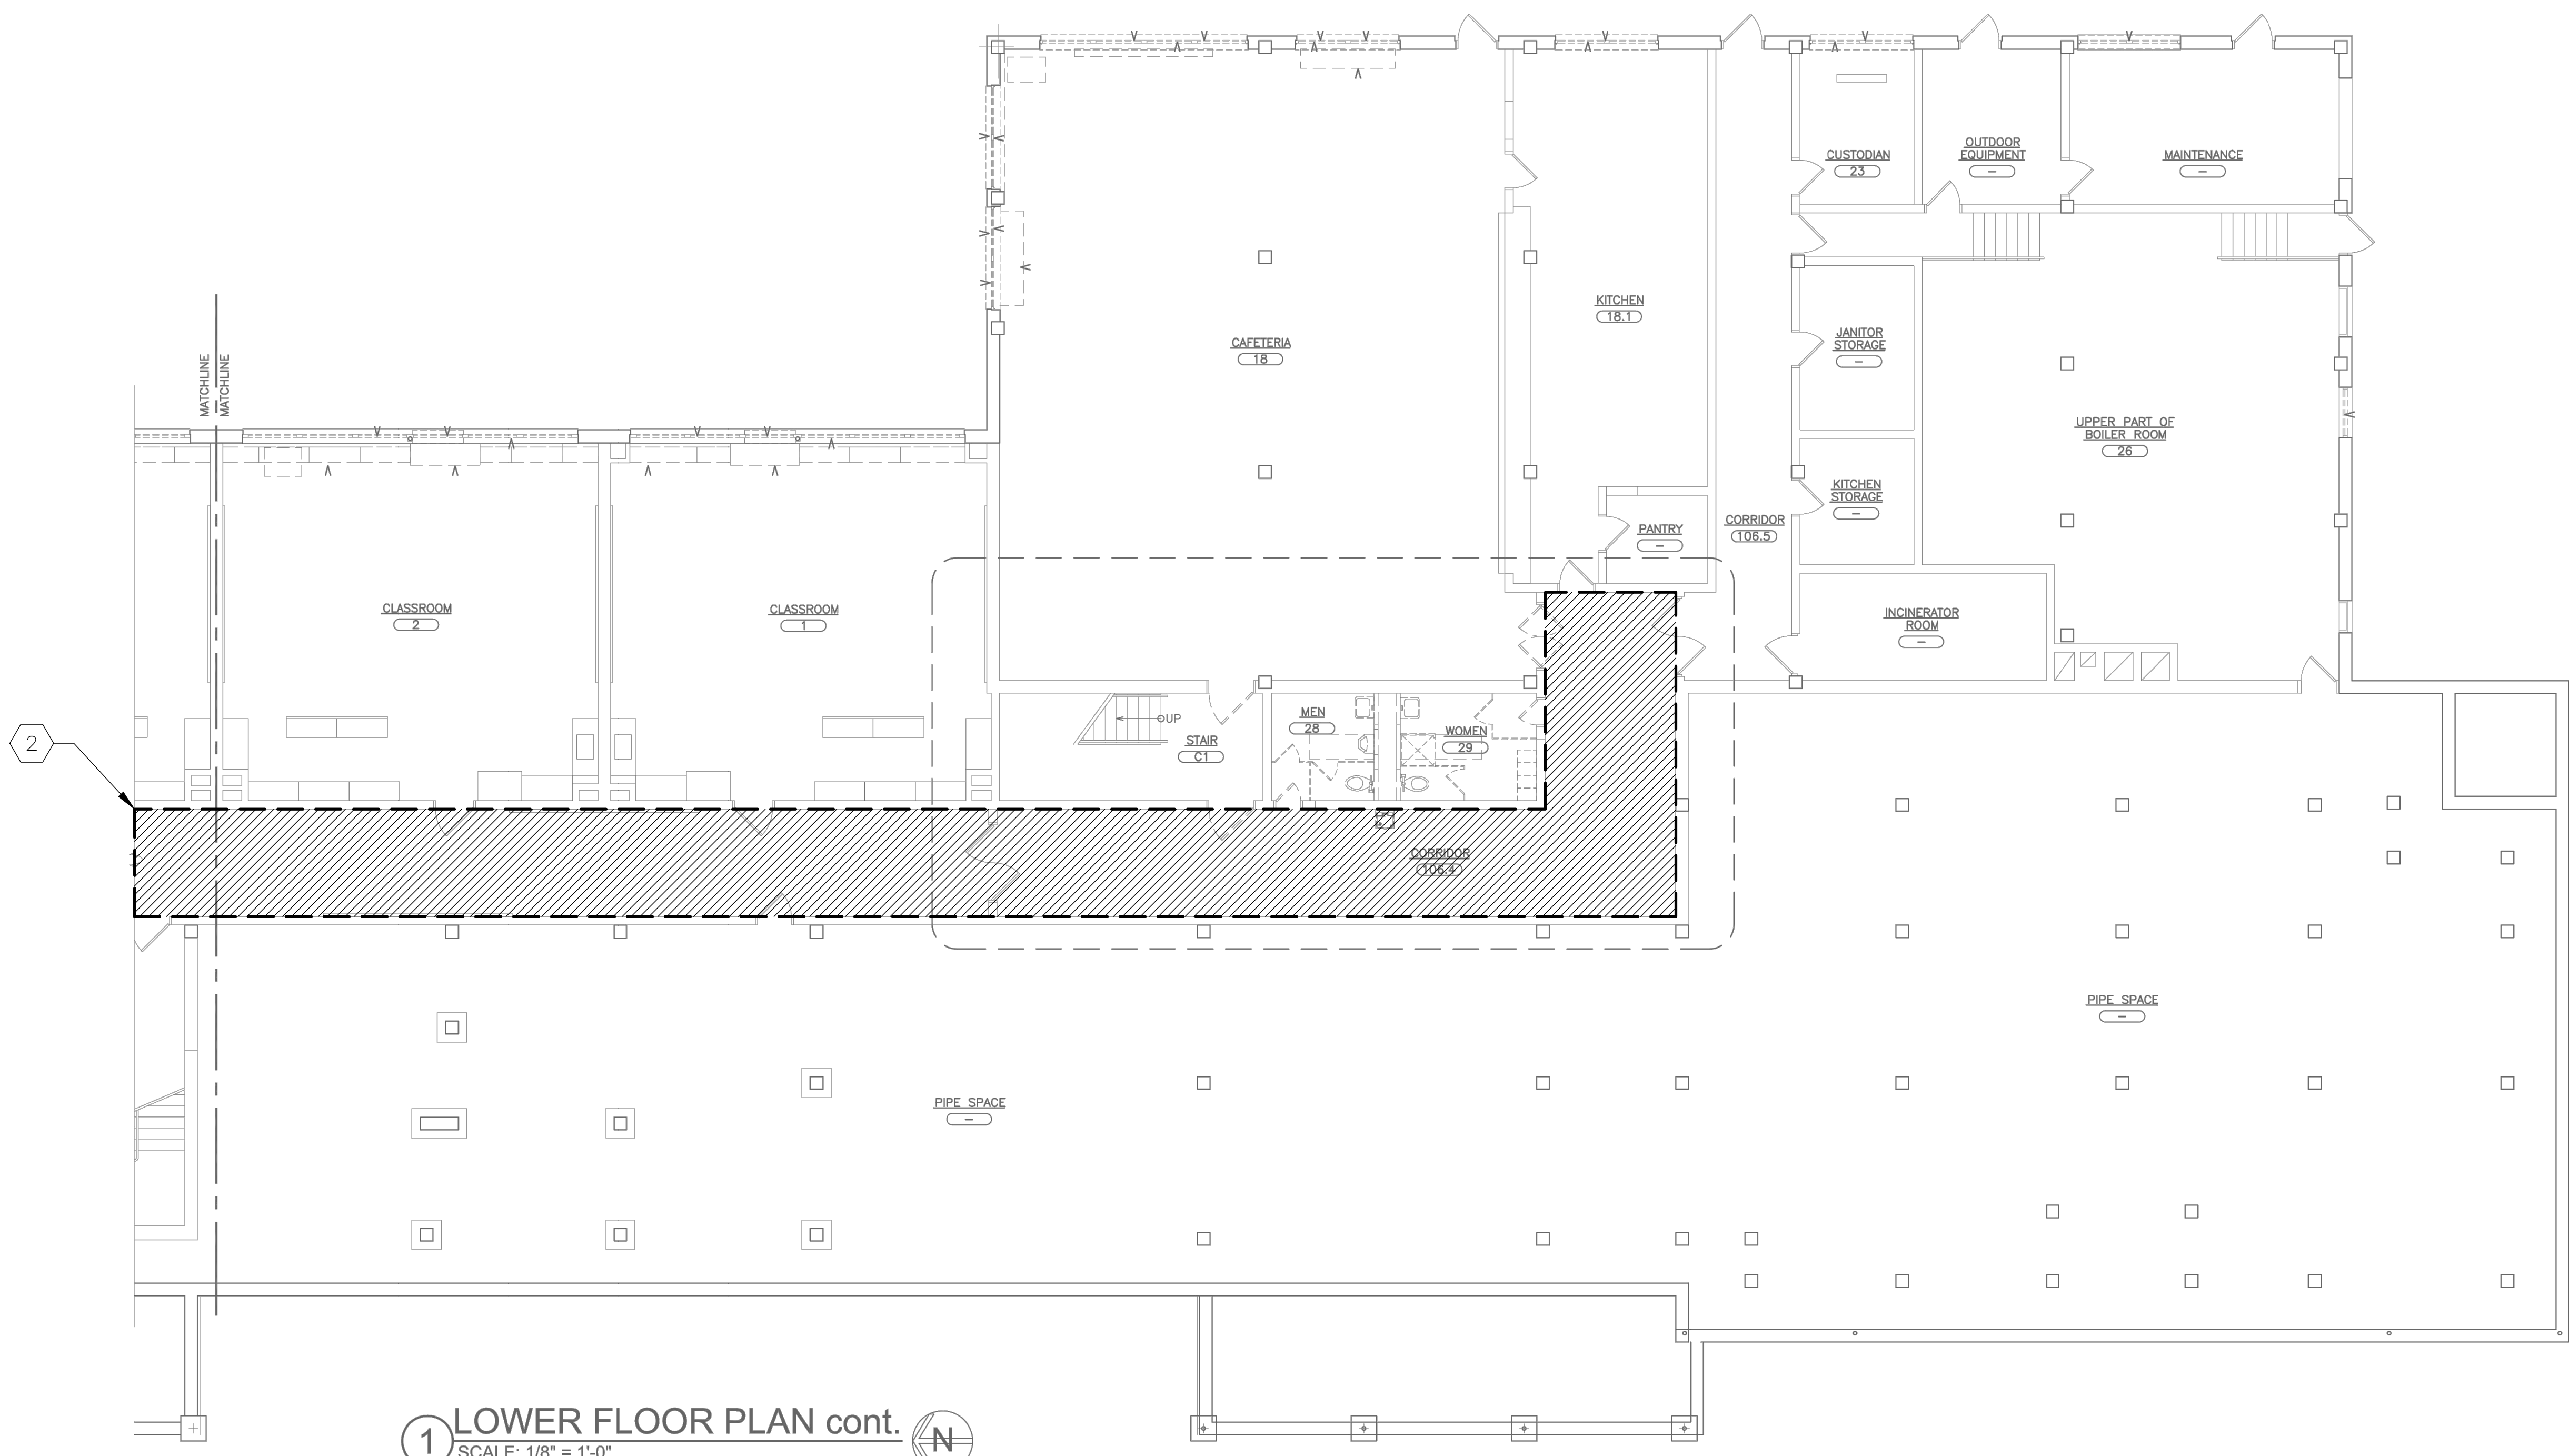 CUSTODIAN
23
OUTDOOR
EQUIPMENT
-
MAINTENANCE
-
KITCHEN
18.1
CAFETERIA
18
JANITOR
STORAGE
-
MATCHLINE
MATCHLINE
UPPER PART OF
BOILER ROOM
26
KITCHEN
STORAGE
-
PANTRY
-
CORRIDOR
106.5
CLASSROOM
2
CLASSROOM
1
INCINERATOR
ROOM
-
UP
STAIR
C1
MEN
28
WOMEN
29
2
CORRIDOR
106.4
PIPE SPACE
-
PIPE SPACE
-
1
LOWER FLOOR PLAN cont.
SCALE: 1/8" = 1'-0"
N